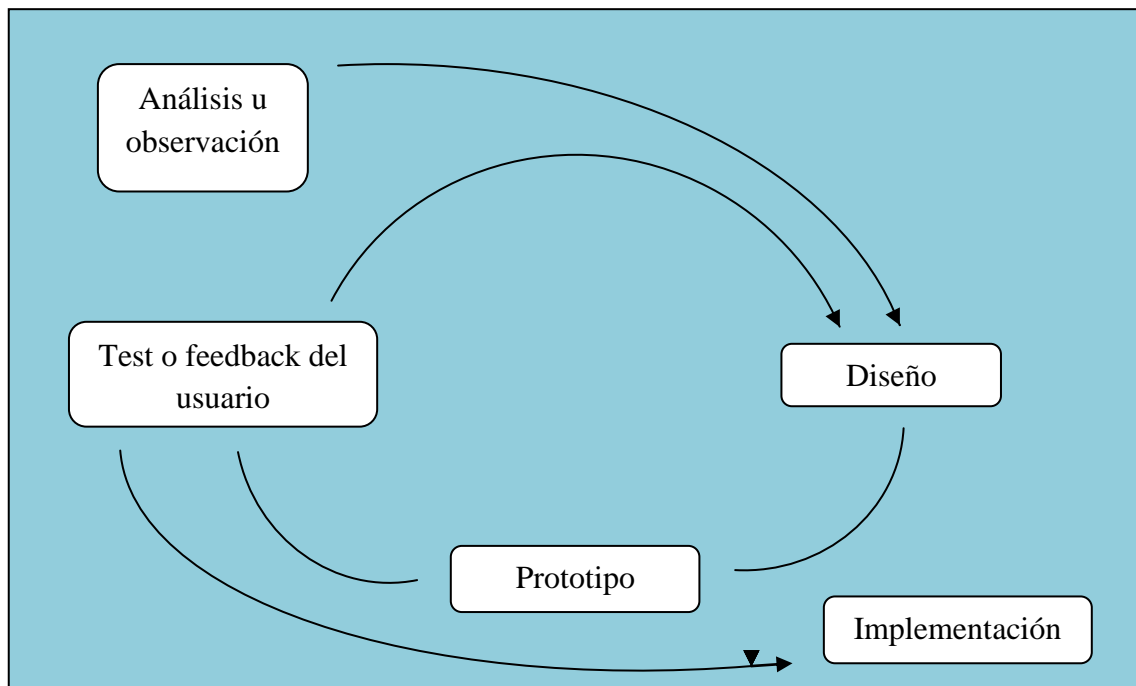 Análisis u
observación
Test o feedback del
usuario
Diseño
Prototipo
Implementación